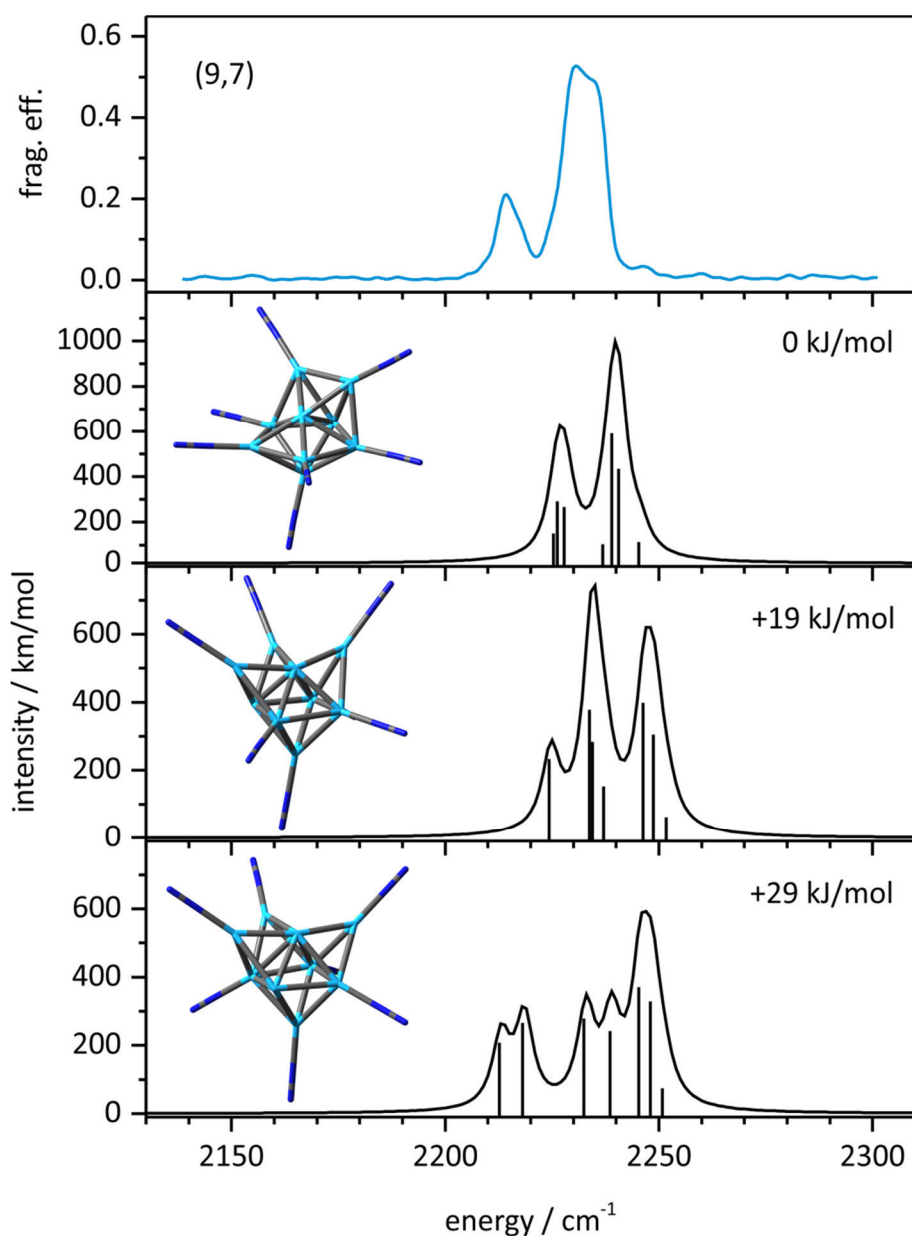 0.6
(9,7)
0.4
frag. eff.
0.2
0.0
1000
0 kJ/mol
800
600
400
200
0
600
+19 kJ/mol
400
intensity / km/mol
200
0
600
+29 kJ/mol
400
200
0
2150 2200 2250 2300
energy / cm⁻¹